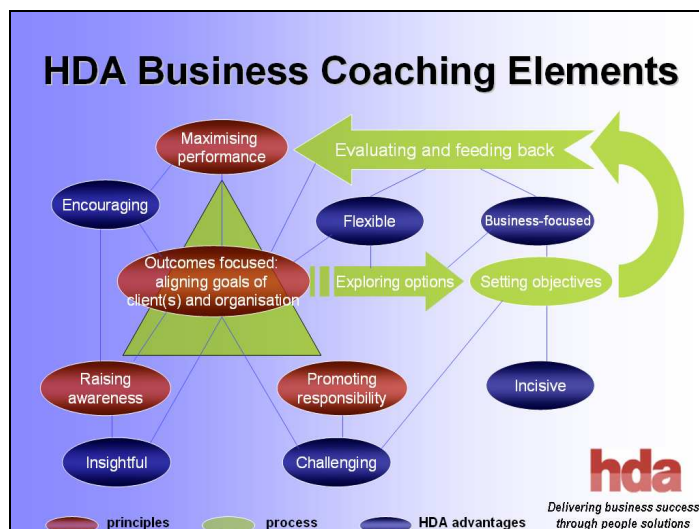 HDA Business Coaching Elements
Maximising
performance
Evaluating and feeding back
Encouraging
Flexible
Business-focused
Outcomes focused:
aligning goals of
client(s) and organisation
Exploring options
Setting objectives
Raising
awareness
Promoting
responsibility
Incisive
Insightful
Challenging
hda
Delivering business success
through people solutions
principles
process
HDA advantages